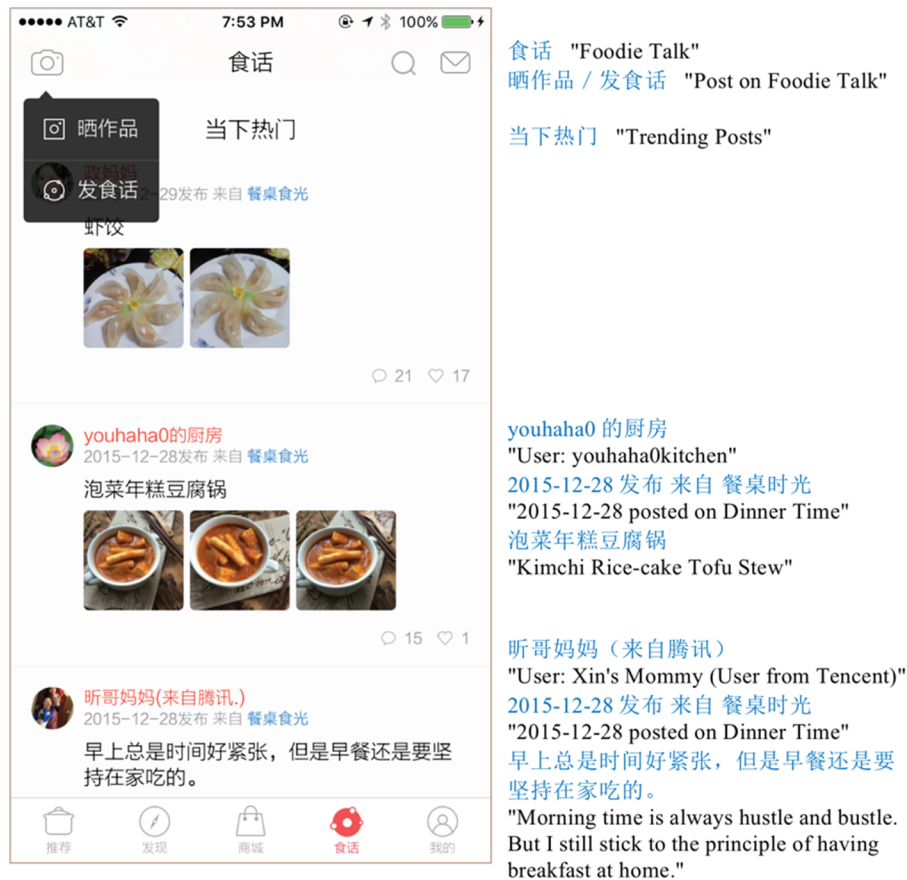 AT&T 7:53 PM 100%
食话
晒作品
发食话
当下热门
政妈妈
2-29发布 来自 餐桌食光
虾饺
21 17
youhaha0的厨房
2015-12-28发布 来自 餐桌食光
泡菜年糕豆腐锅
15 1
昕哥妈妈(来自腾讯.)
2015-12-28发布 来自 餐桌食光
早上总是时间好紧张，但是早餐还是要坚
持在家吃的。
推荐 发现 商城 食话 我的
食话 "Foodie Talk"
晒作品 / 发食话 "Post on Foodie Talk"
当下热门 "Trending Posts"
youhaha0 的厨房
"User: youhaha0kitchen"
2015-12-28 发布 来自 餐桌时光
"2015-12-28 posted on Dinner Time"
泡菜年糕豆腐锅
"Kimchi Rice-cake Tofu Stew"
昕哥妈妈（来自腾讯）
"User: Xin's Mommy (User from Tencent)"
2015-12-28 发布 来自 餐桌时光
"2015-12-28 posted on Dinner Time"
早上总是时间好紧张，但是早餐还是要
坚持在家吃的。
"Morning time is always hustle and bustle.
But I still stick to the principle of having
breakfast at home."